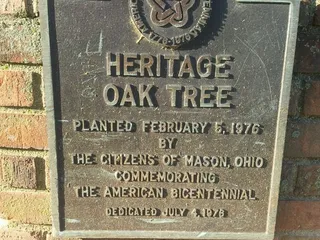 HERITAGE
OAK TREE
PLANTED FEBRUARY 5, 1976
BY
THE CITIZENS OF MASON, OHIO
COMMEMORATING
THE AMERICAN BICENTENNIAL
DEDICATED JULY 4, 1976